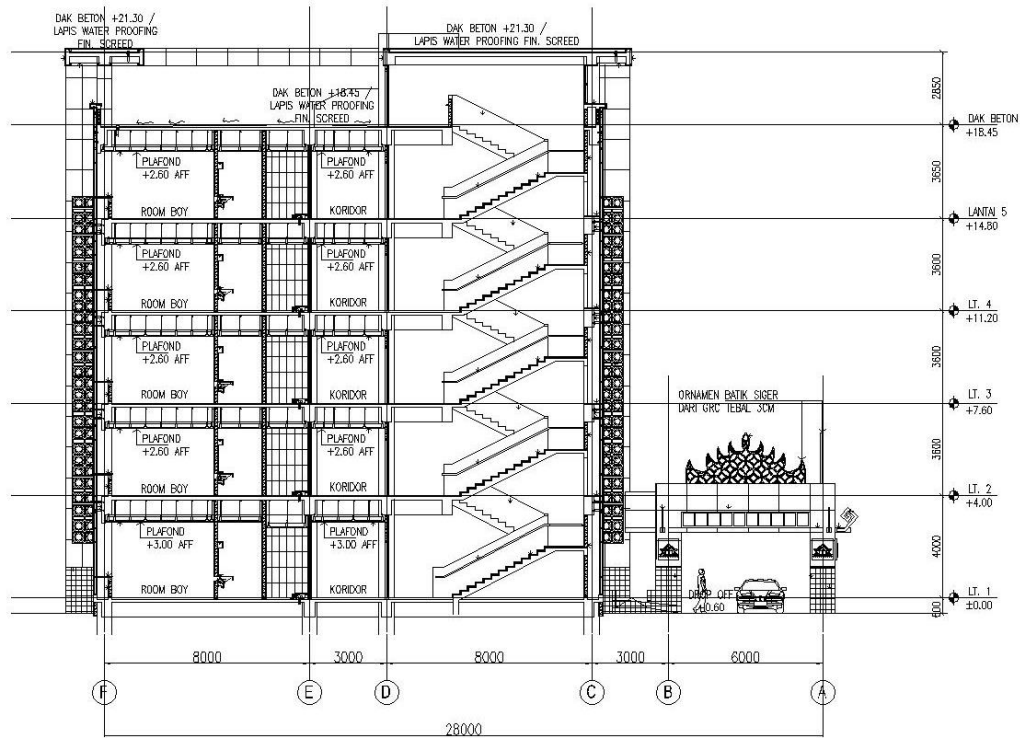 DAK BETON +21.30 /
LAPIS WATER PROOFING
FIN. SCREED
DAK BETON +21.30 /
LAPIS WATER PROOFING FIN. SCREED
DAK BETON +18.45 /
LAPIS WATER PROOFING
FIN. SCREED
2850
DAK BETON
+18.45
PLAFOND
+2.60 AFF
PLAFOND
+2.60 AFF
3650
ROOM BOY
KORIDOR
LANTAI 5
+14.80
PLAFOND
+2.60 AFF
PLAFOND
+2.60 AFF
3600
ROOM BOY
KORIDOR
LT. 4
+11.20
PLAFOND
+2.60 AFF
PLAFOND
+2.60 AFF
3600
ROOM BOY
KORIDOR
ORNAMEN BATIK SIGER
DARI GRC TEBAL 3CM
LT. 3
+7.60
PLAFOND
+2.60 AFF
PLAFOND
+2.60 AFF
3600
ROOM BOY
KORIDOR
LT. 2
+4.00
PLAFOND
+3.00 AFF
PLAFOND
+3.00 AFF
4000
ROOM BOY
KORIDOR
DROP OFF
-0.60
LT. 1
±0.00
600
8000
3000
8000
3000
6000
F
E
D
C
B
A
28000